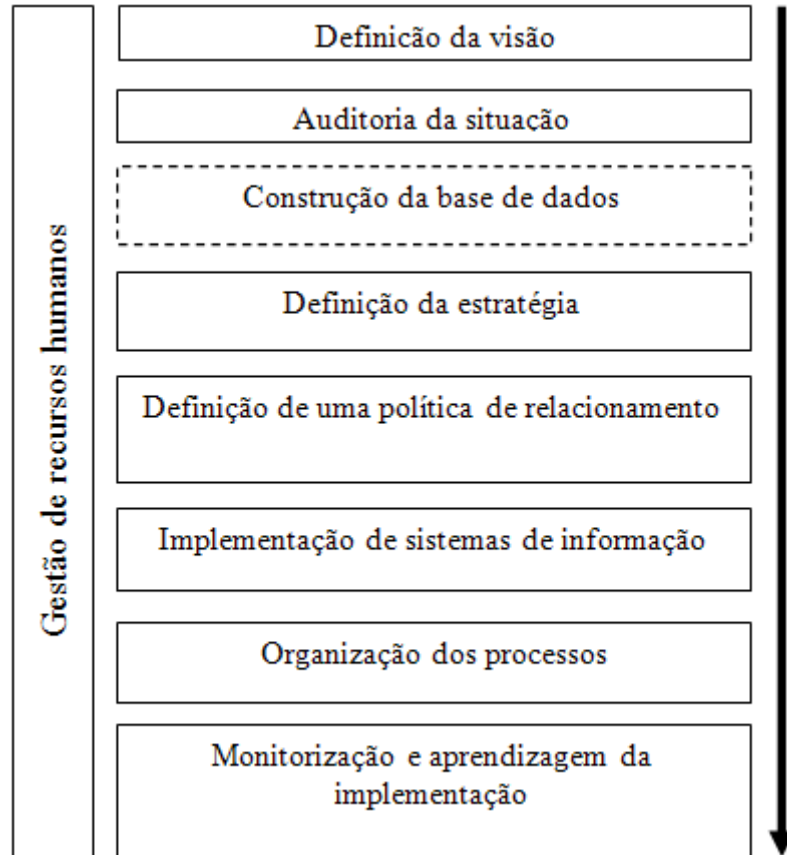 Definicão da visão
Auditoria da situação
Construção da base de dados
Definição da estratégia
Definição de uma política de relacionamento
Implementação de sistemas de informação
Organização dos processos
Monitorização e aprendizagem da
implementação
Gestão de recursos humanos